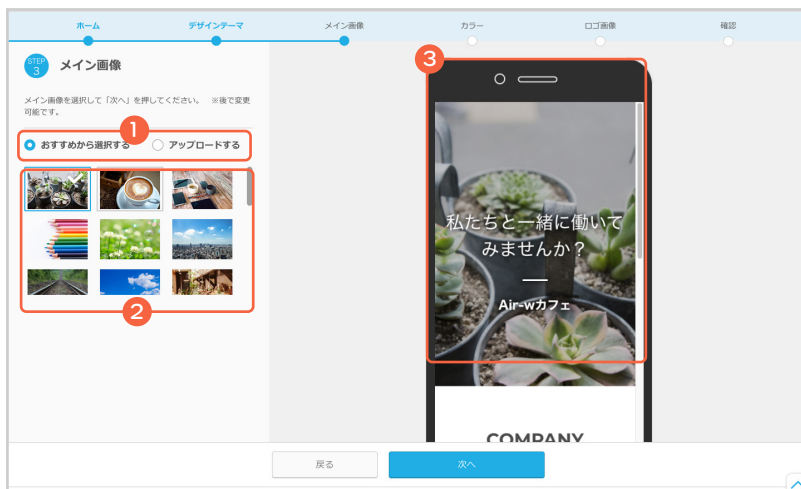 ホーム
デザインテーマ
メイン画像
カラー
ロゴ画像
確認
STEP
3
メイン画像
メイン画像を選択して「次へ」を押してください。 ※後で変更
可能です。
1
おすすめから選択する
アップロードする
2
3
私たちと一緒に働いて
みませんか？
Air-wカフェ
COMPANY
戻る
次へ